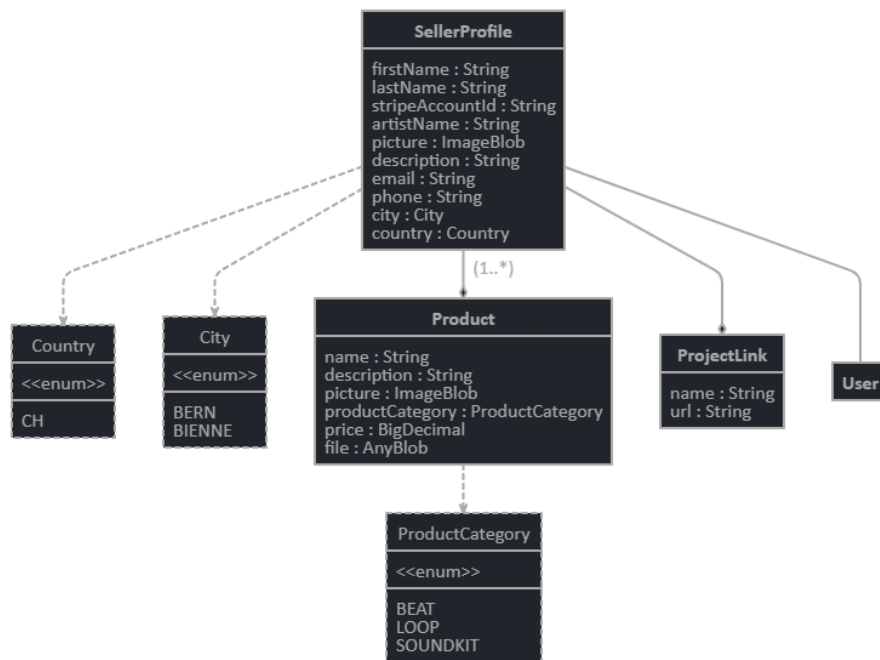 SellerProfile
firstName : String
lastName : String
stripeAccountId : String
artistName : String
picture : ImageBlob
description : String
email : String
phone : String
city : City
country : Country
(1..*)
Country
<<enum>>
CH
City
<<enum>>
BERN
BIENNE
Product
name : String
description : String
picture : ImageBlob
productCategory : ProductCategory
price : BigDecimal
file : AnyBlob
ProjectLink
name : String
url : String
User
ProductCategory
<<enum>>
BEAT
LOOP
SOUNDKIT